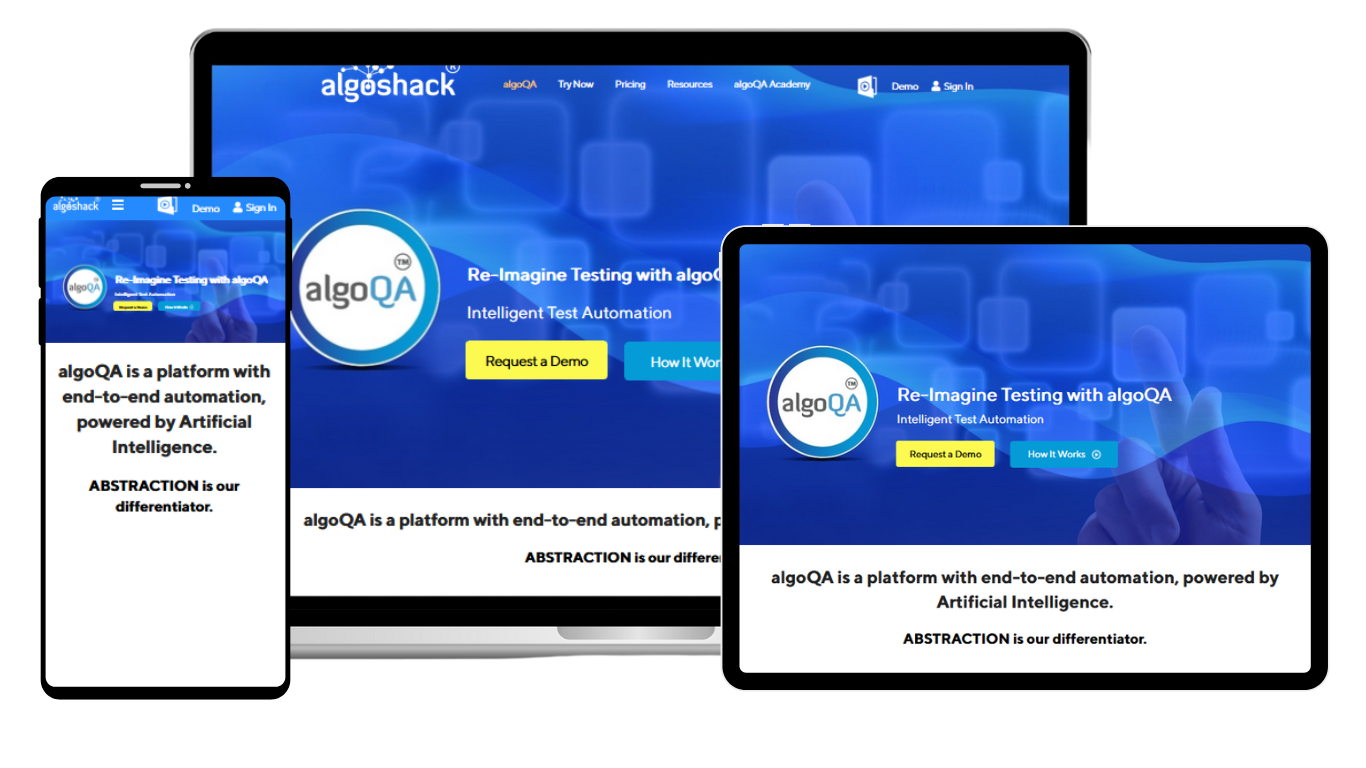 algoshack®
algoQA Try Now Pricing Resources algoQA Academy Demo Sign In
algoQA ™
Re-Imagine Testing with algoQ
Intelligent Test Automation
Request a Demo How It Wor
algoQA is a platform with end-to-end automation, p
ABSTRACTION is our differe
algoshack Demo Sign In
algoQA
Re-Imagine Testing with algoQA
Intelligent Test Automation
Request a Demo How It Works
algoQA is a platform with
end-to-end automation,
powered by Artificial
Intelligence.
ABSTRACTION is our
differentiator.
algoQA ™
Re-Imagine Testing with algoQA
Intelligent Test Automation
Request a Demo How It Works
algoQA is a platform with end-to-end automation, powered by
Artificial Intelligence.
ABSTRACTION is our differentiator.